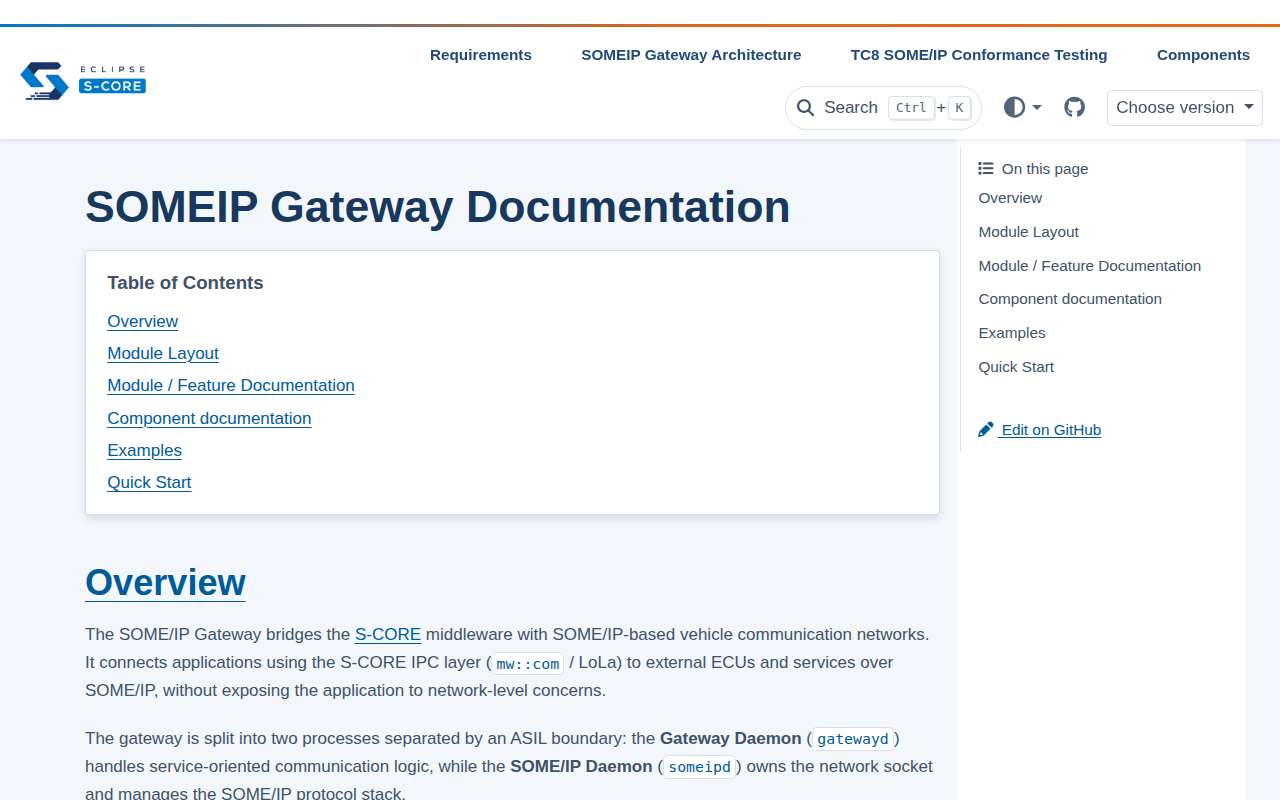 Requirements
SOMEIP Gateway Architecture
TC8 SOME/IP Conformance Testing
Components
ECLIPSE
S-CORE
Search Ctrl+K
Choose version
SOMEIP Gateway Documentation
Table of Contents
Overview
Module Layout
Module / Feature Documentation
Component documentation
Examples
Quick Start
Overview
The SOME/IP Gateway bridges the S-CORE middleware with SOME/IP-based vehicle communication networks.
It connects applications using the S-CORE IPC layer (mw::com / LoLa) to external ECUs and services over
SOME/IP, without exposing the application to network-level concerns.
The gateway is split into two processes separated by an ASIL boundary: the Gateway Daemon (gatewayd)
handles service-oriented communication logic, while the SOME/IP Daemon (someipd) owns the network socket
and manages the SOME/IP protocol stack.
On this page
Overview
Module Layout
Module / Feature Documentation
Component documentation
Examples
Quick Start
Edit on GitHub